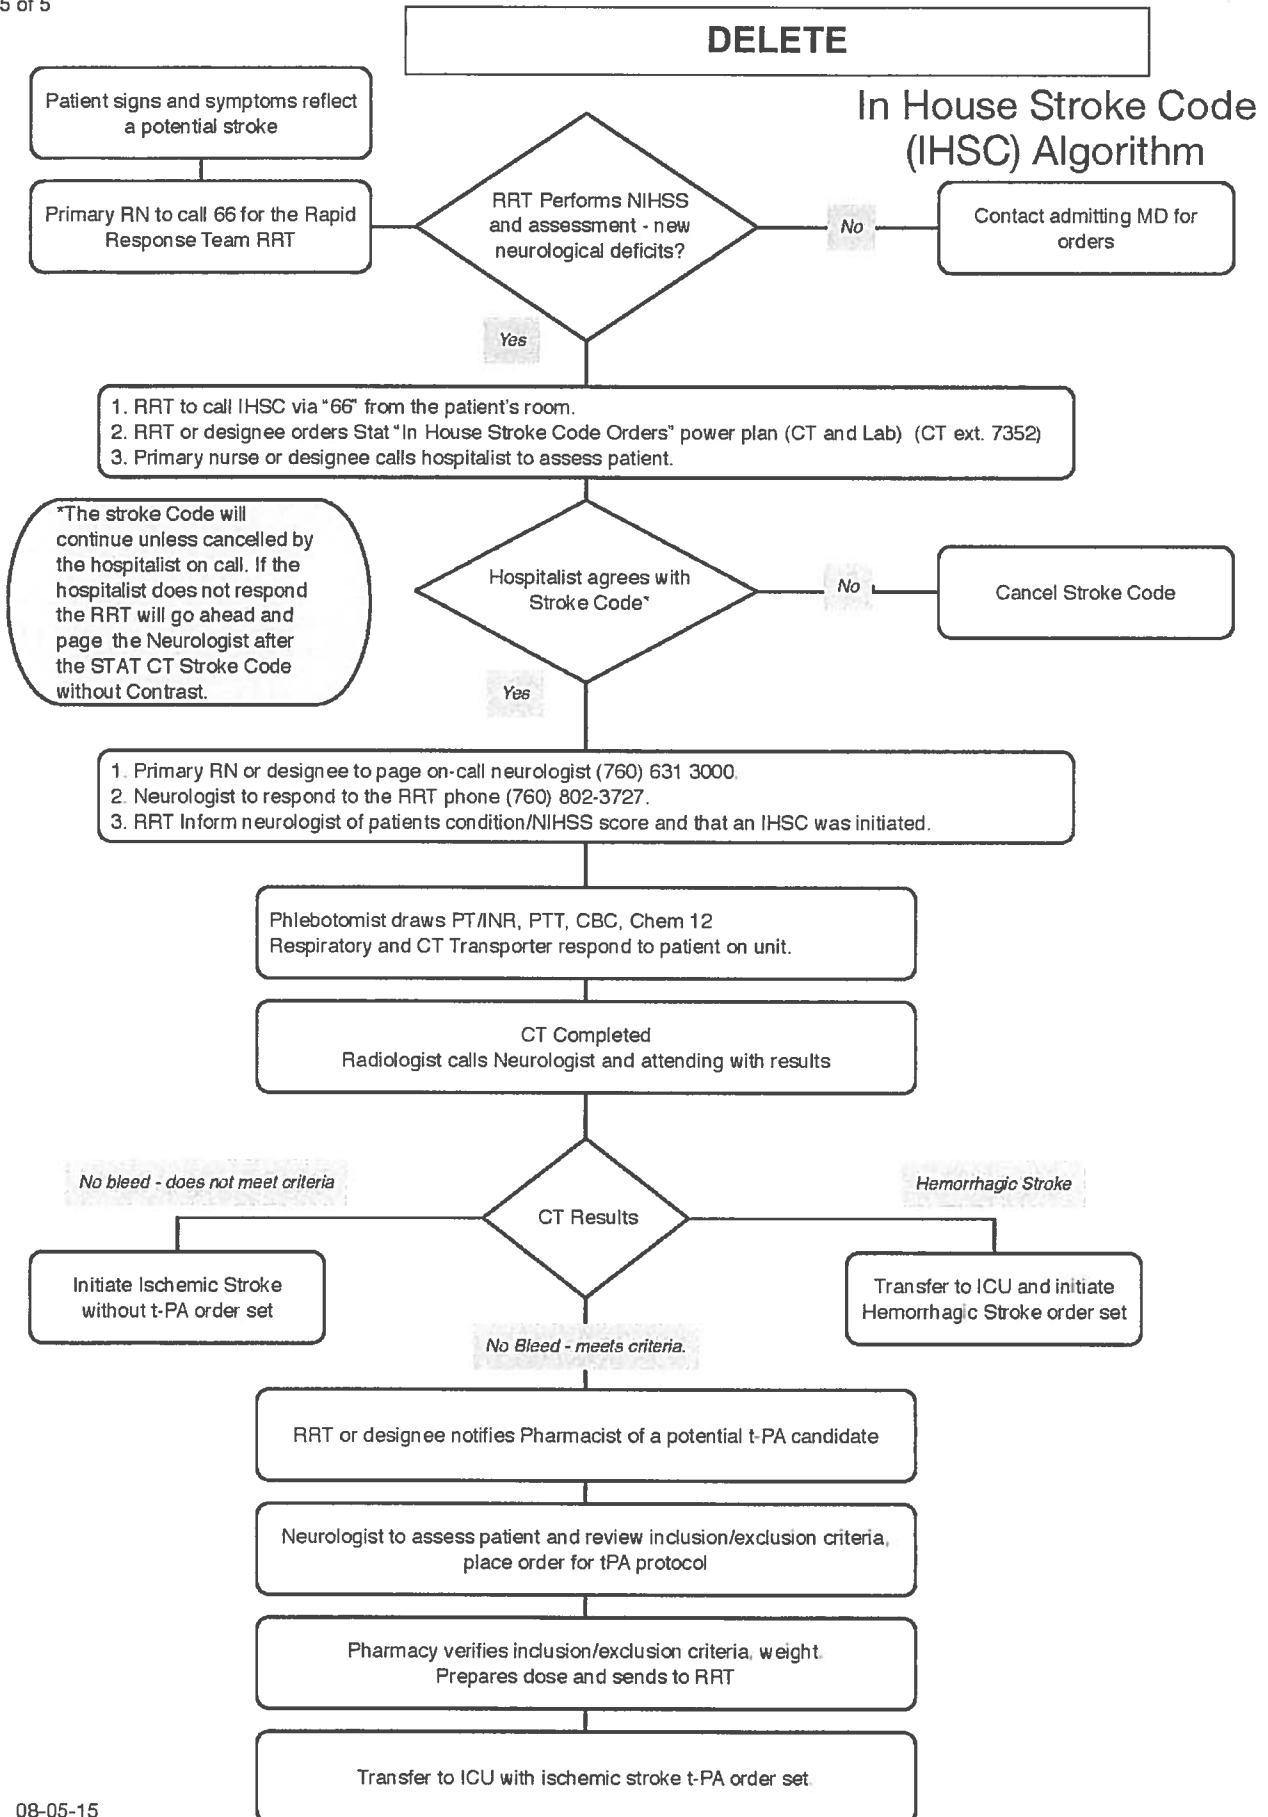 5 of 5
DELETE
In House Stroke Code
(IHSC) Algorithm
Patient signs and symptoms reflect
a potential stroke
Primary RN to call 66 for the Rapid
Response Team RRT
RRT Performs NIHSS
and assessment - new
neurological deficits?
No
Contact admitting MD for
orders
Yes
1. RRT to call IHSC via "66" from the patient's room.
2. RRT or designee orders Stat "In House Stroke Code Orders" power plan (CT and Lab) (CT ext. 7352)
3. Primary nurse or designee calls hospitalist to assess patient.
*The stroke Code will
continue unless cancelled by
the hospitalist on call. If the
hospitalist does not respond
the RRT will go ahead and
page the Neurologist after
the STAT CT Stroke Code
without Contrast.
Hospitalist agrees with
Stroke Code*
No
Cancel Stroke Code
Yes
1. Primary RN or designee to page on-call neurologist (760) 631 3000.
2. Neurologist to respond to the RRT phone (760) 802-3727.
3. RRT Inform neurologist of patients condition/NIHSS score and that an IHSC was initiated.
Phlebotomist draws PT/INR, PTT, CBC, Chem 12
Respiratory and CT Transporter respond to patient on unit.
CT Completed
Radiologist calls Neurologist and attending with results
No bleed - does not meet criteria
CT Results
Hemorrhagic Stroke
Initiate Ischemic Stroke
without t-PA order set
Transfer to ICU and initiate
Hemorrhagic Stroke order set
No Bleed - meets criteria.
RRT or designee notifies Pharmacist of a potential t-PA candidate
Neurologist to assess patient and review inclusion/exclusion criteria,
place order for tPA protocol
Pharmacy verifies inclusion/exclusion criteria, weight.
Prepares dose and sends to RRT
Transfer to ICU with ischemic stroke t-PA order set.
08-05-15